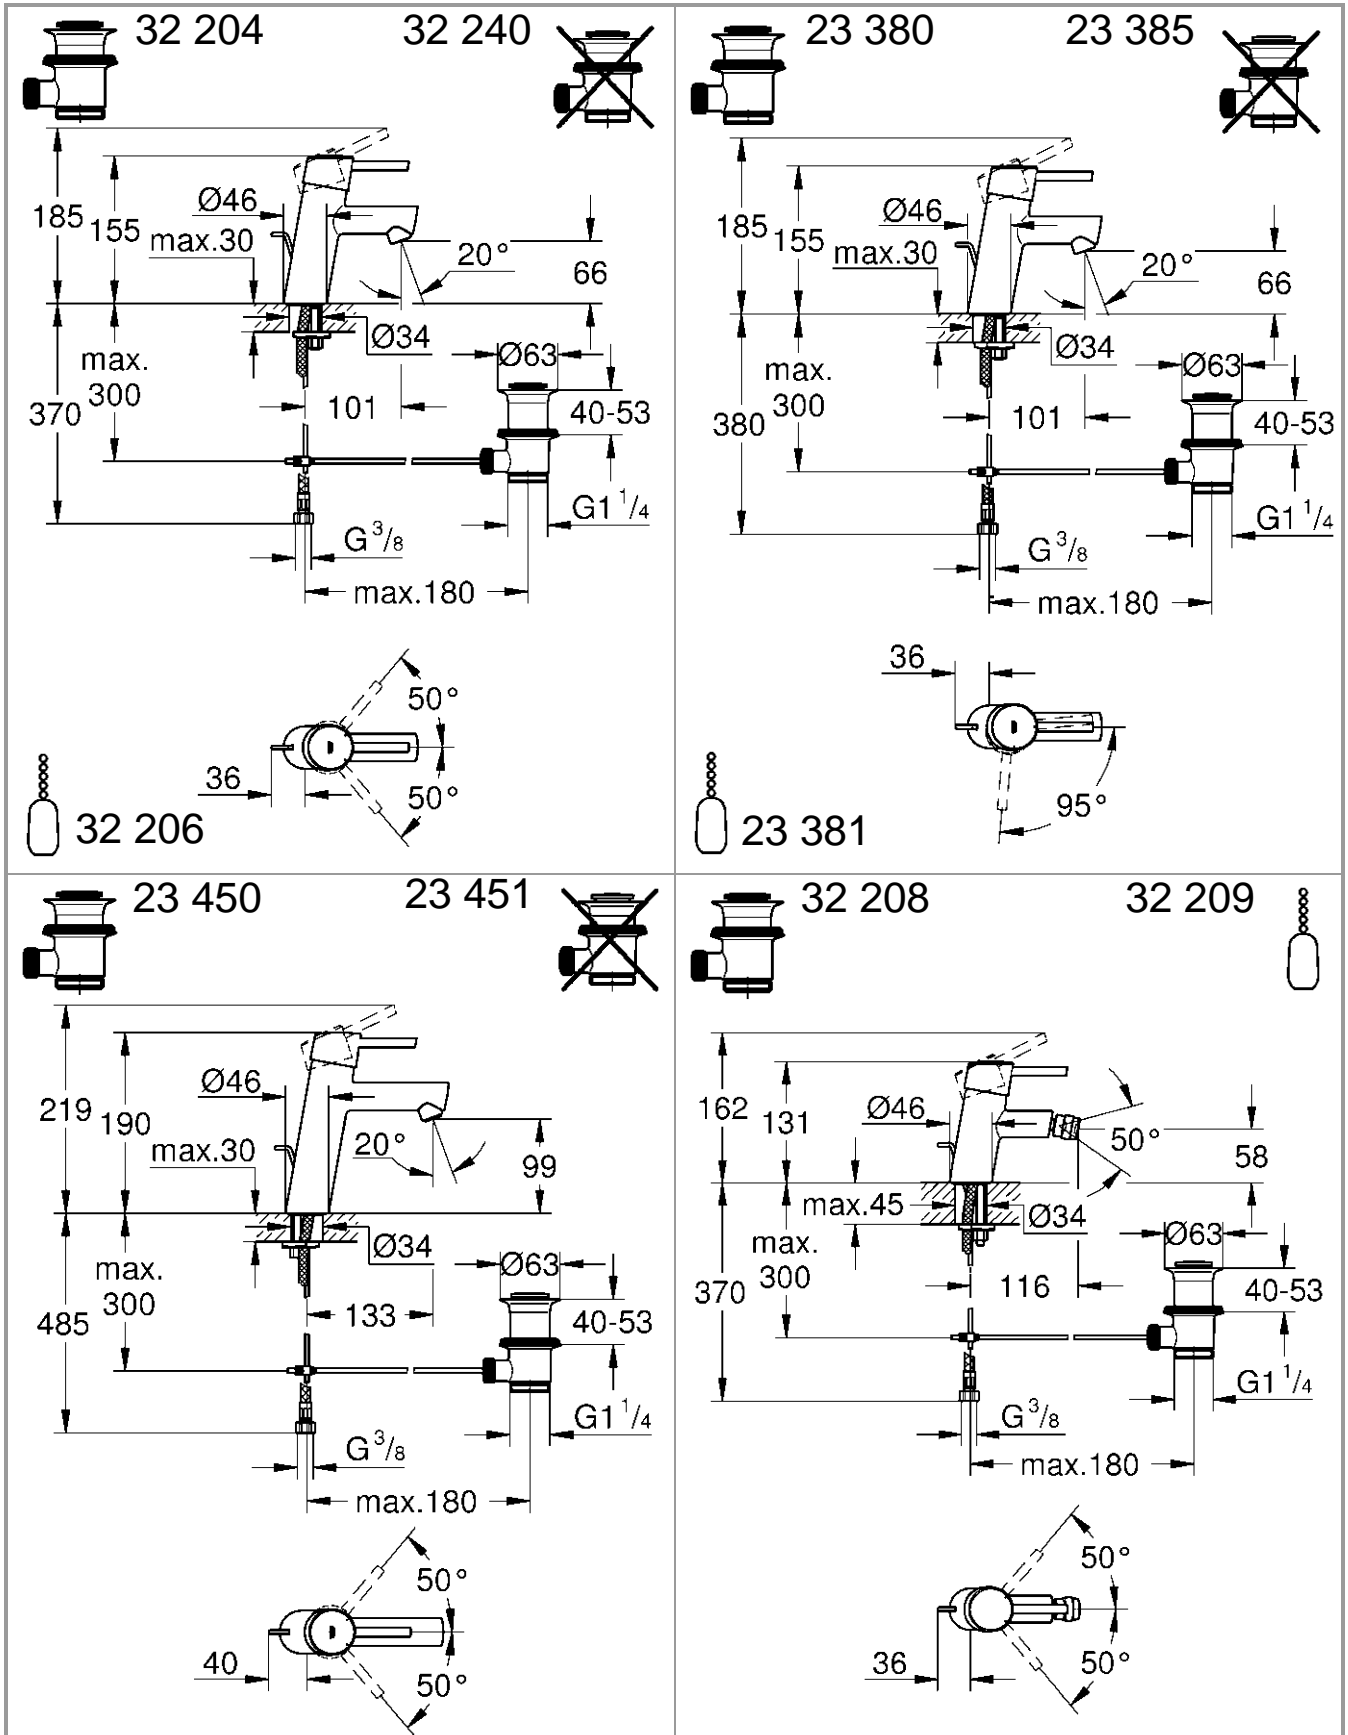 32 204 32 240
185 155
Ø46
max.30
20°
66
Ø34
Ø63
max.
300
370
101
40-53
G1 1/4
G 3/8
max.180
50°
36
50°
32 206
23 380 23 385
185 155
Ø46
max.30
20°
66
Ø34
Ø63
max.
300
380
101
40-53
G1 1/4
G 3/8
max.180
36
95°
23 381
23 450 23 451
219 190
Ø46
max.30
20°
99
Ø34
Ø63
max.
300
485
133
40-53
G1 1/4
G 3/8
max.180
50°
40
50°
32 208 32 209
162 131
Ø46
50°
58
max.45
Ø34
Ø63
max.
300
370
116
40-53
G1 1/4
G 3/8
max.180
50°
36
50°